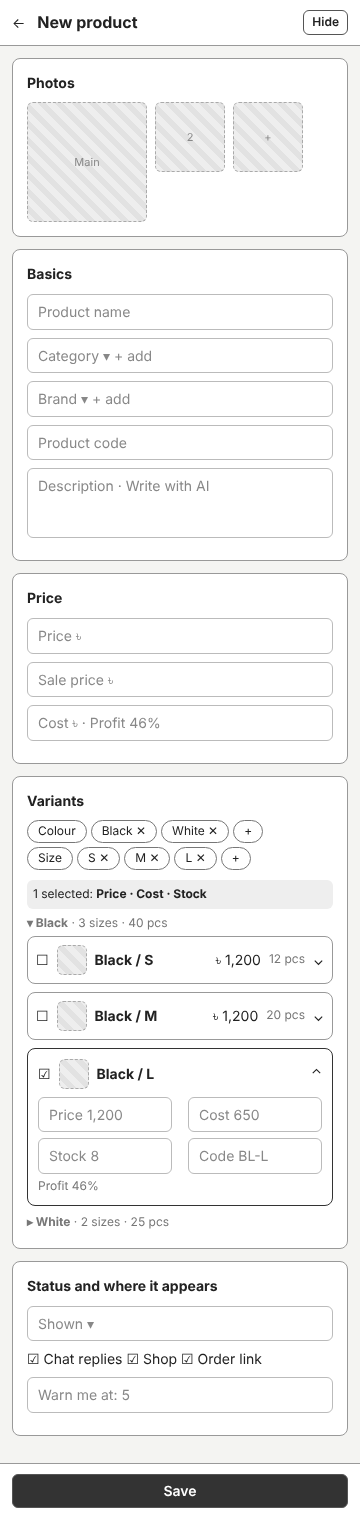 ← New product Hide
Photos
Main 2 +
Basics
Product name
Category ▾ + add
Brand ▾ + add
Product code
Description · Write with AI
Price
Price ৳
Sale price ৳
Cost ৳ · Profit 46%
Variants
Colour Black ✕ White ✕ +
Size S ✕ M ✕ L ✕ +
1 selected: Price · Cost · Stock
▾ Black · 3 sizes · 40 pcs
☐ Black / S ৳ 1,200 12 pcs
☐ Black / M ৳ 1,200 20 pcs
☑ Black / L
Price 1,200 Cost 650
Stock 8 Code BL-L
Profit 46%
▸ White · 2 sizes · 25 pcs
Status and where it appears
Shown ▾
☑ Chat replies ☑ Shop ☑ Order link
Warn me at: 5
Save